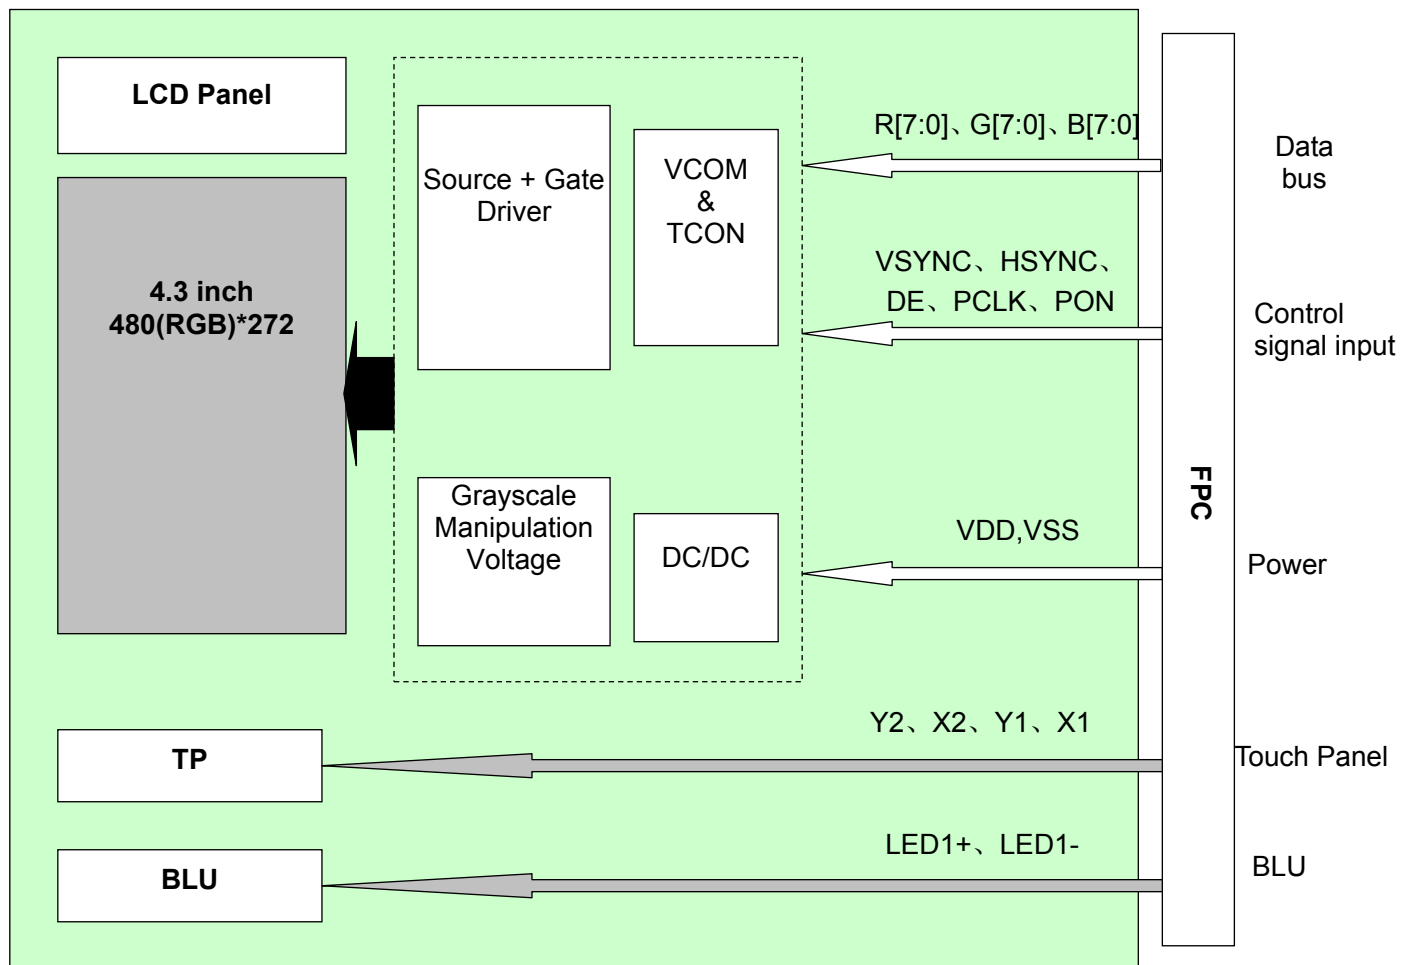 LCD Panel
4.3 inch
480(RGB)*272
Source + Gate
Driver
VCOM
&
TCON
Grayscale
Manipulation
Voltage
DC/DC
R[7:0]、G[7:0]、B[7:0]
VSYNC、HSYNC、
DE、PCLK、PON
VDD,VSS
Y2、X2、Y1、X1
LED1+、LED1-
TP
BLU
FPC
Data
bus
Control
signal input
Power
Touch Panel
BLU